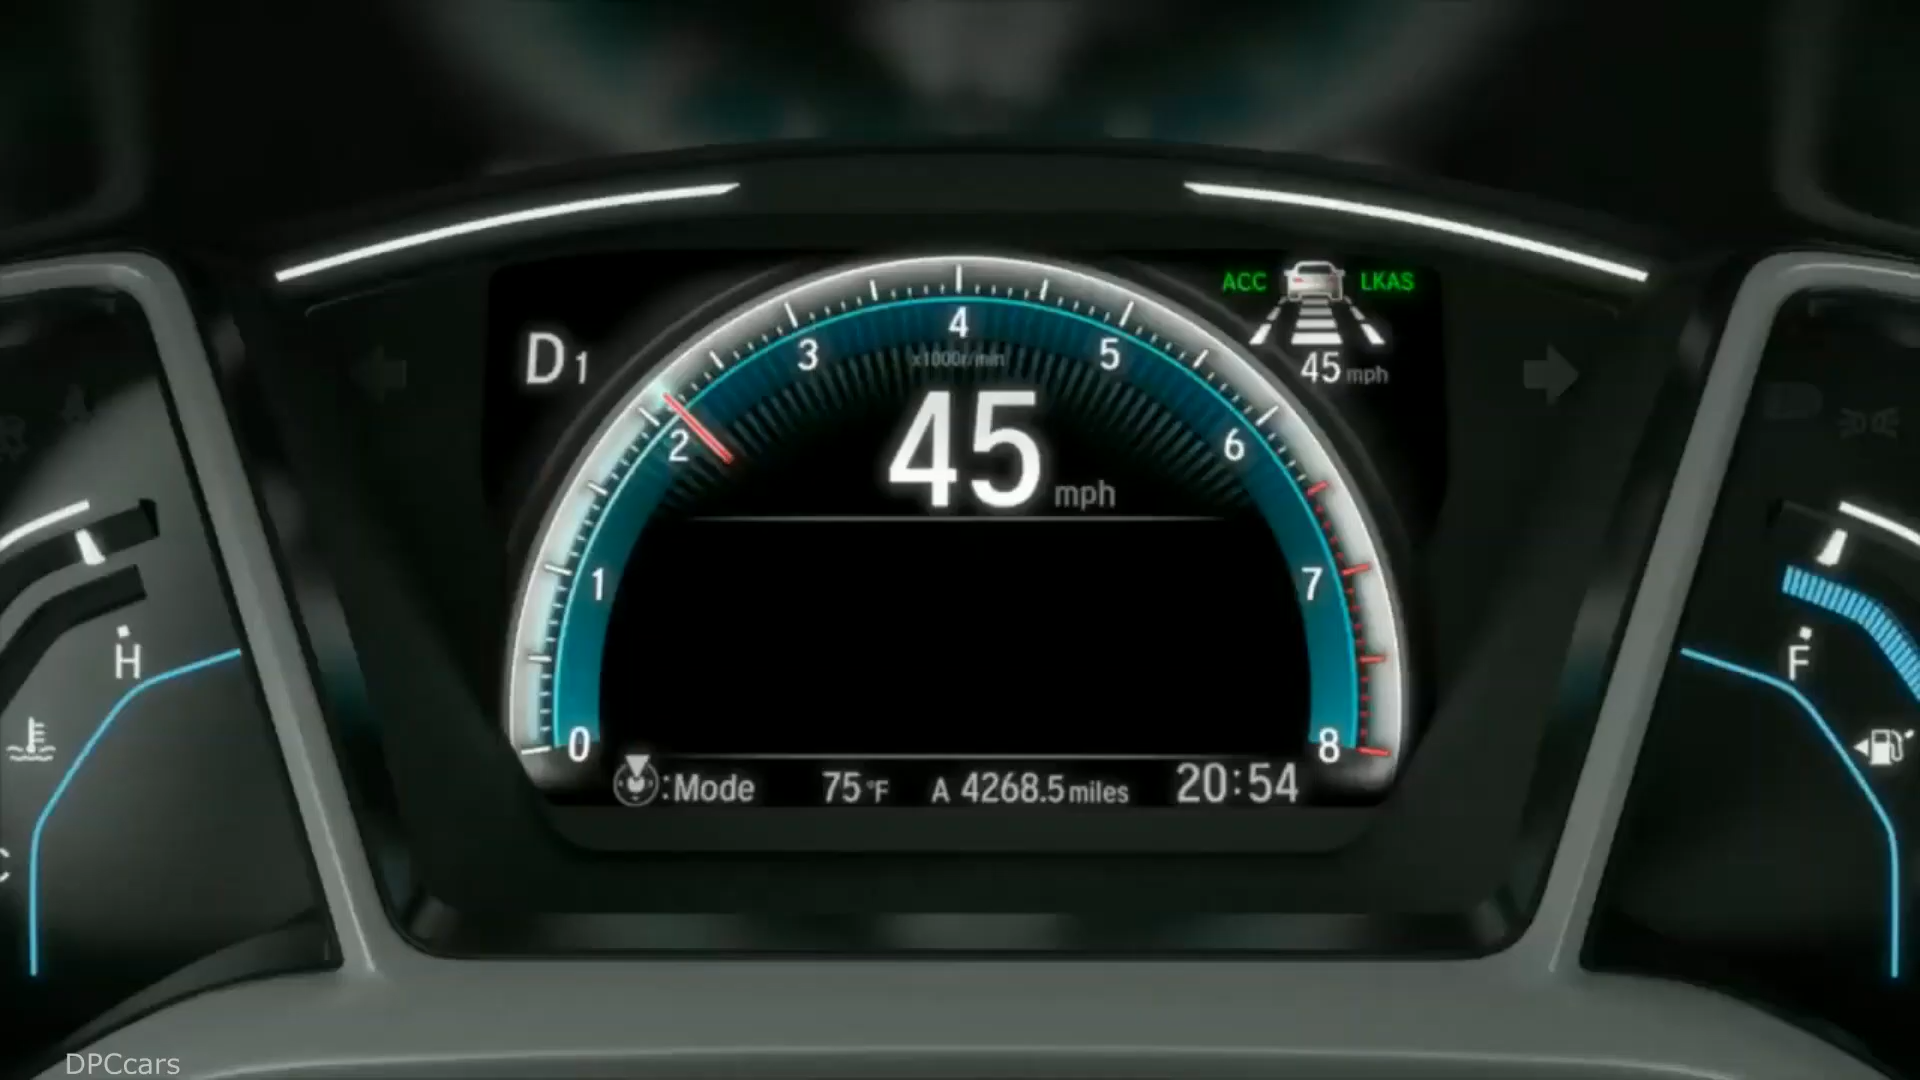 ACC LKAS
D1
45 mph
4
3
5
x1000r/min
2
45 mph
6
1
7
H
F
0
8
:Mode 75°F A 4268.5 miles 20:54
C
DPCcars